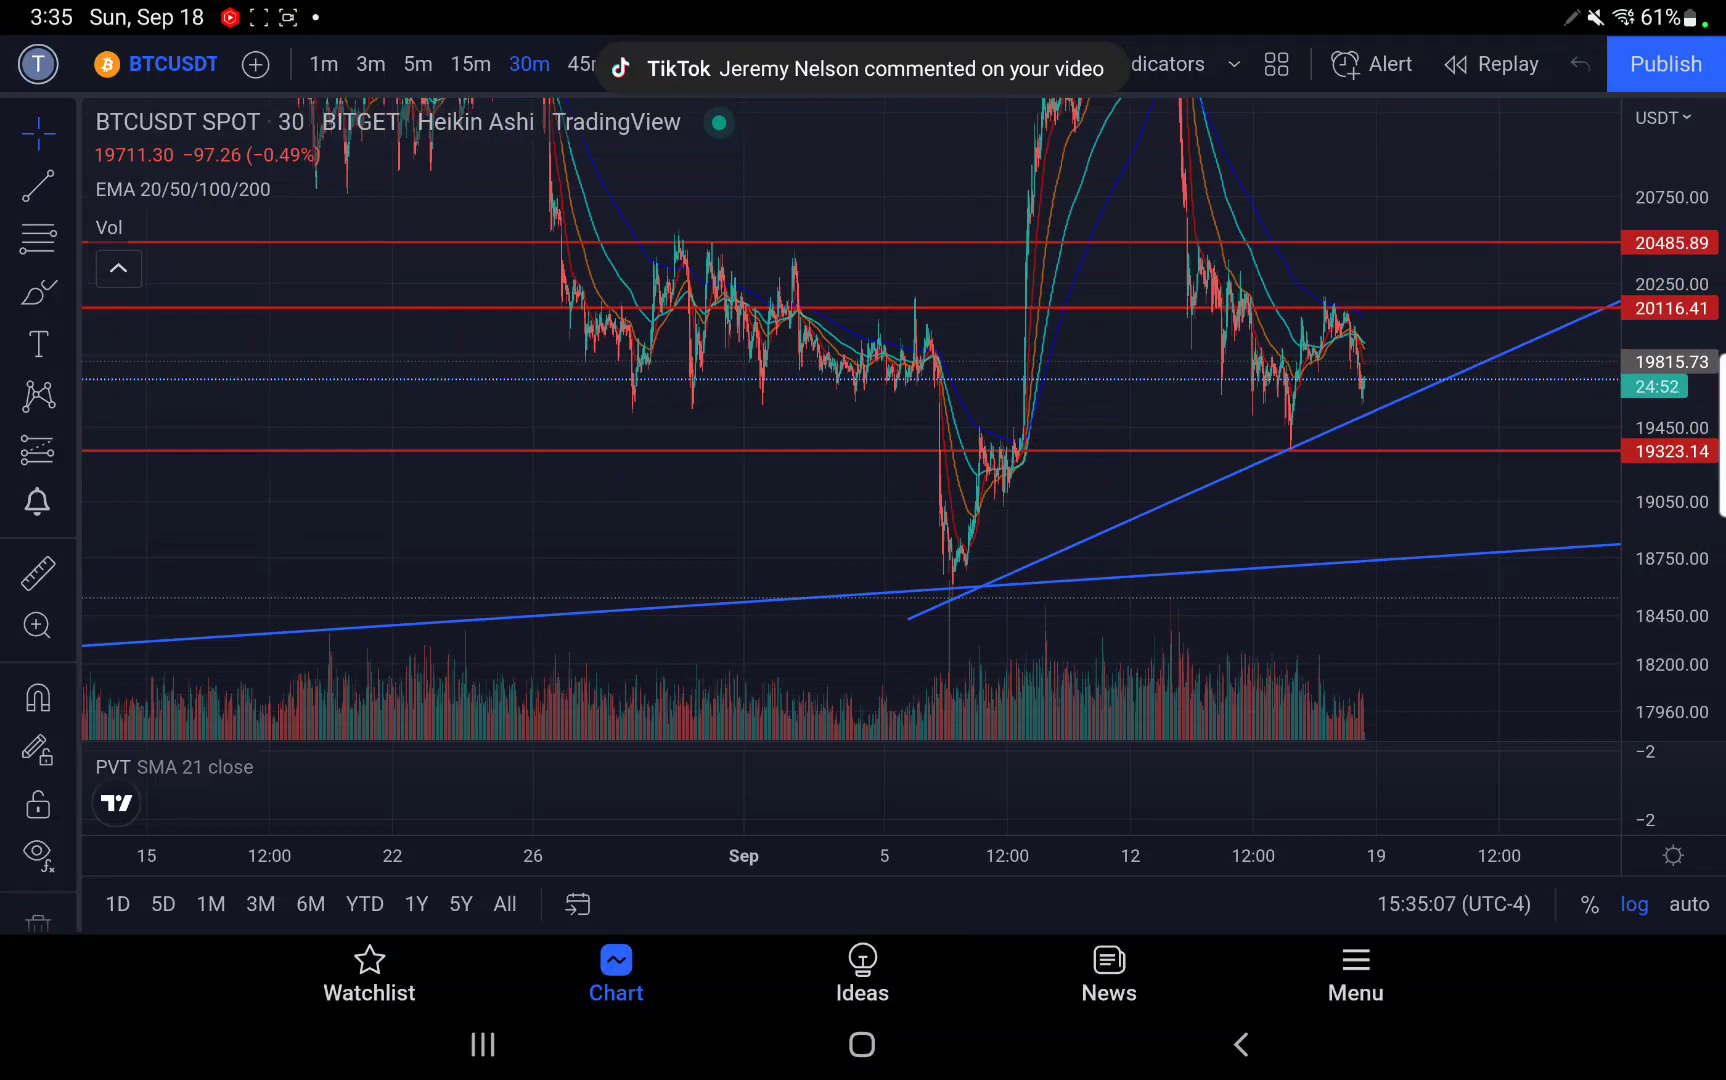 3:35 Sun, Sep 18
61%
T
BTCUSDT
1m 3m 5m 15m 30m 45
TikTok Jeremy Nelson commented on your video
dicators
Alert
Replay
Publish
BTCUSDT SPOT · 30 BITGET Heikin Ashi TradingView
USDT
19711.30 −97.26 (−0.49%)
EMA 20/50/100/200
Vol
20750.00
20485.89
20250.00
20116.41
19815.73
24:52
19450.00
19323.14
19050.00
18750.00
18450.00
18200.00
17960.00
−2
PVT SMA 21 close
−2
15 12:00 22 26 Sep 5 12:00 12 12:00 19 12:00
1D 5D 1M 3M 6M YTD 1Y 5Y All
15:35:07 (UTC-4) % log auto
Watchlist Chart Ideas News Menu